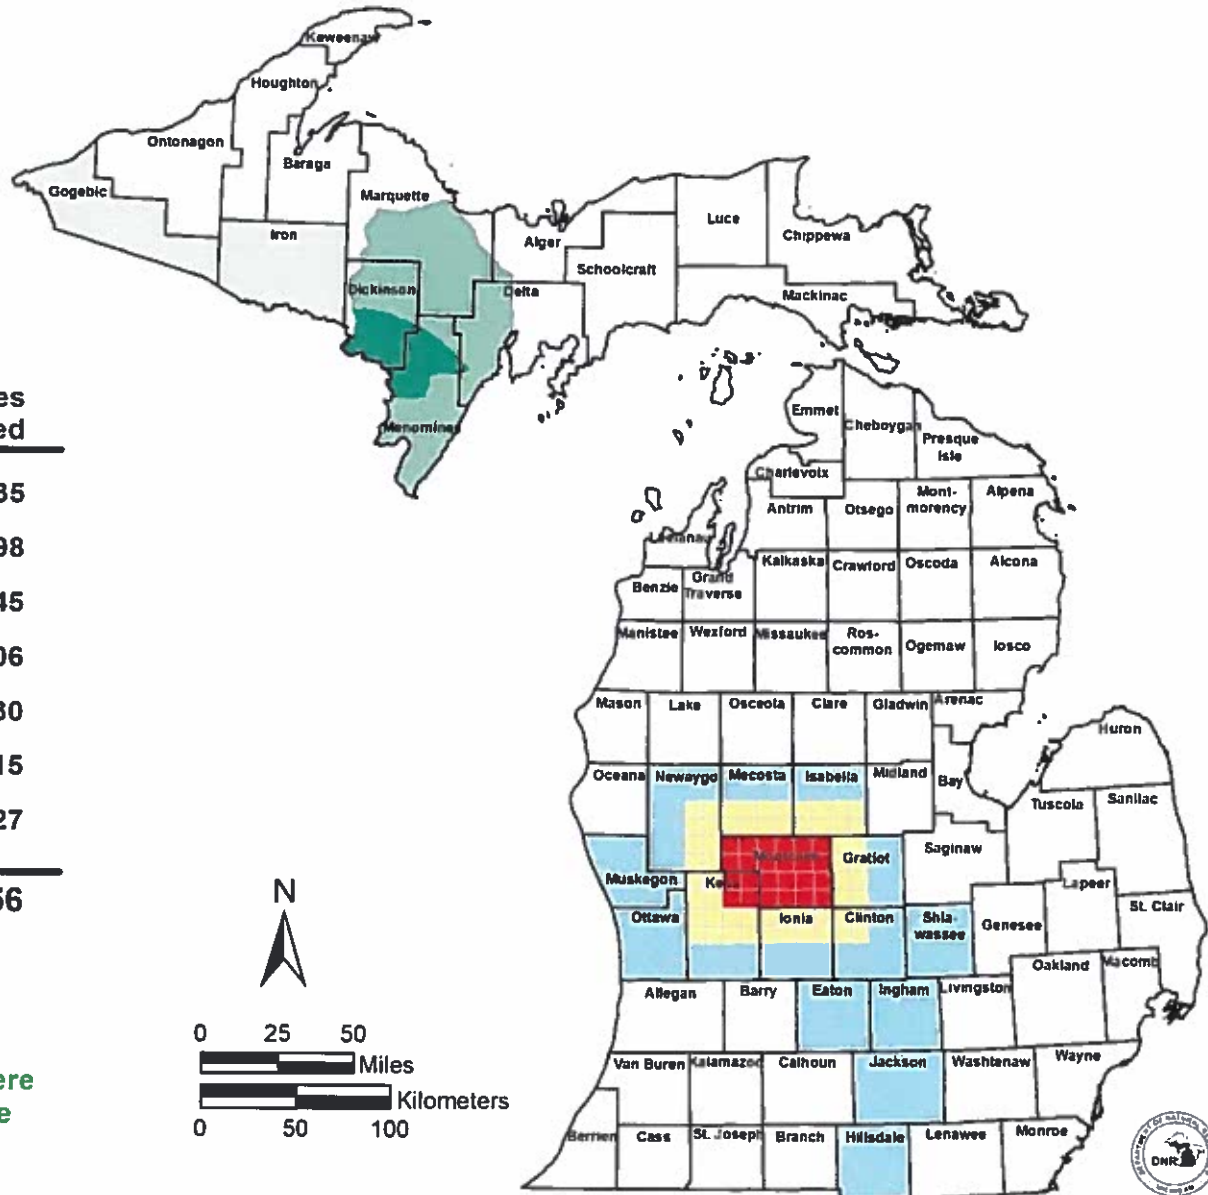 Keweenaw
Houghton
Ontonagon
Baraga
Gogebic
Marquette
Iron
Alger
Luce
Chippewa
Schoolcraft
Dickinson
Delta
Mackinac
Menominee
es
ed
35
98
45
06
30
15
27
56
ere
e
N
0 25 50
Miles
Kilometers
0 50 100
Emmet
Cheboygan
Presque
Isle
Charlevoix
Antrim
Otsego
Mont-
morency
Alpena
Leelanau
Benzie
Grand
Traverse
Kalkaska
Crawford
Oscoda
Alcona
Manistee
Wexford
Missaukee
Ros-
common
Ogemaw
Iosco
Mason
Lake
Osceola
Clare
Gladwin
Arenac
Huron
Oceana
Newaygo
Mecosta
Isabella
Midland
Bay
Tuscola
Sanilac
Montcalm
Gratiot
Saginaw
Muskegon
Kent
Lapeer
St. Clair
Ottawa
Ionia
Clinton
Shia-
wassee
Genesee
Oakland
Macomb
Allegan
Barry
Eaton
Ingham
Livingston
Van Buren
Kalamazoo
Calhoun
Jackson
Washtenaw
Wayne
Berrien
Cass
St. Joseph
Branch
Hillsdale
Lenawee
Monroe
DNR